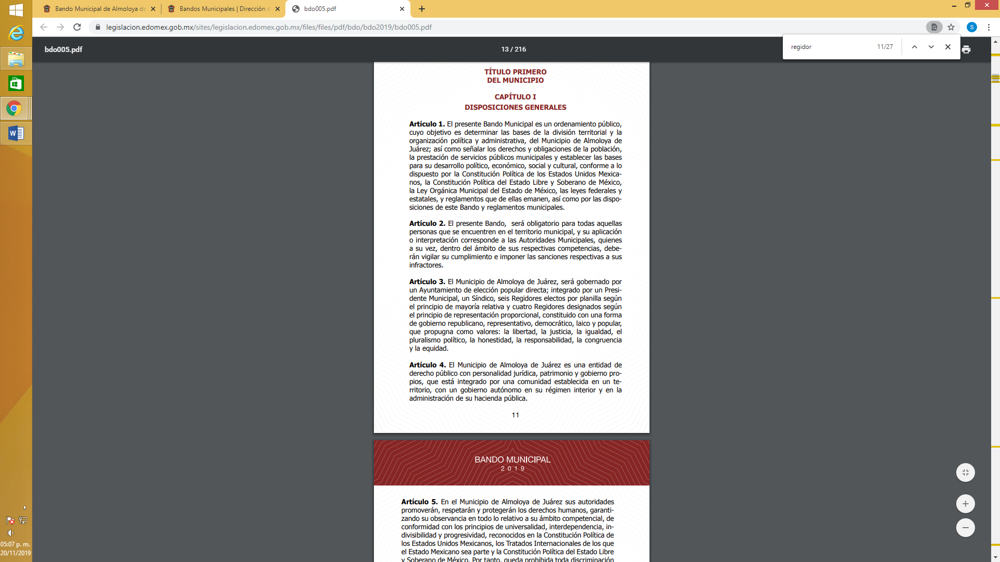 Bando Municipal de Almoloya de
Bandos Municipales | Dirección d
bdo005.pdf
legislacion.edomex.gob.mx/sites/legislacion.edomex.gob.mx/files/files/pdf/bdo/bdo2019/bdo005.pdf
S
bdo005.pdf
13 / 216
regidor
11/27
TÍTULO PRIMERO
DEL MUNICIPIO
CAPÍTULO I
DISPOSICIONES GENERALES
Artículo 1. El presente Bando Municipal es un ordenamiento público,
cuyo objetivo es determinar las bases de la división territorial y la
organización política y administrativa, del Municipio de Almoloya de
Juárez; así como señalar los derechos y obligaciones de la población,
la prestación de servicios públicos municipales y establecer las bases
para su desarrollo político, económico, social y cultural, conforme a lo
dispuesto por la Constitución Política de los Estados Unidos Mexica-
nos, la Constitución Política del Estado Libre y Soberano de México,
la Ley Orgánica Municipal del Estado de México, las leyes federales y
estatales, y reglamentos que de ellas emanen, así como por las dispo-
siciones de este Bando y reglamentos municipales.
Artículo 2. El presente Bando, será obligatorio para todas aquellas
personas que se encuentren en el territorio municipal, y su aplicación
o interpretación corresponde a las Autoridades Municipales, quienes
a su vez, dentro del ámbito de sus respectivas competencias, debe-
rán vigilar su cumplimiento e imponer las sanciones respectivas a sus
infractores.
Artículo 3. El Municipio de Almoloya de Juárez, será gobernado por
un Ayuntamiento de elección popular directa; integrado por un Presi-
dente Municipal, un Síndico, seis Regidores electos por planilla según
el principio de mayoría relativa y cuatro Regidores designados según
el principio de representación proporcional, constituido con una forma
de gobierno republicano, representativo, democrático, laico y popular,
que propugna como valores: la libertad, la justicia, la igualdad, el
pluralismo político, la honestidad, la responsabilidad, la congruencia
y la equidad.
Artículo 4. El Municipio de Almoloya de Juárez es una entidad de
derecho público con personalidad jurídica, patrimonio y gobierno pro-
pios, que está integrado por una comunidad establecida en un te-
rritorio, con un gobierno autónomo en su régimen interior y en la
administración de su hacienda pública.
11
BANDO MUNICIPAL
2019
Artículo 5. En el Municipio de Almoloya de Juárez sus autoridades
promoverán, respetarán y protegerán los derechos humanos, garanti-
zando su observancia en todo lo relativo a su ámbito competencial, de
conformidad con los principios de universalidad, interdependencia, in-
divisibilidad y progresividad, reconocidos en la Constitución Política de
los Estados Unidos Mexicanos, los Tratados Internacionales de los que
el Estado Mexicano sea parte y la Constitución Política del Estado Libre
y Soberano de México. Por tanto, queda prohibida toda discriminación
05:07 p. m.
20/11/2019